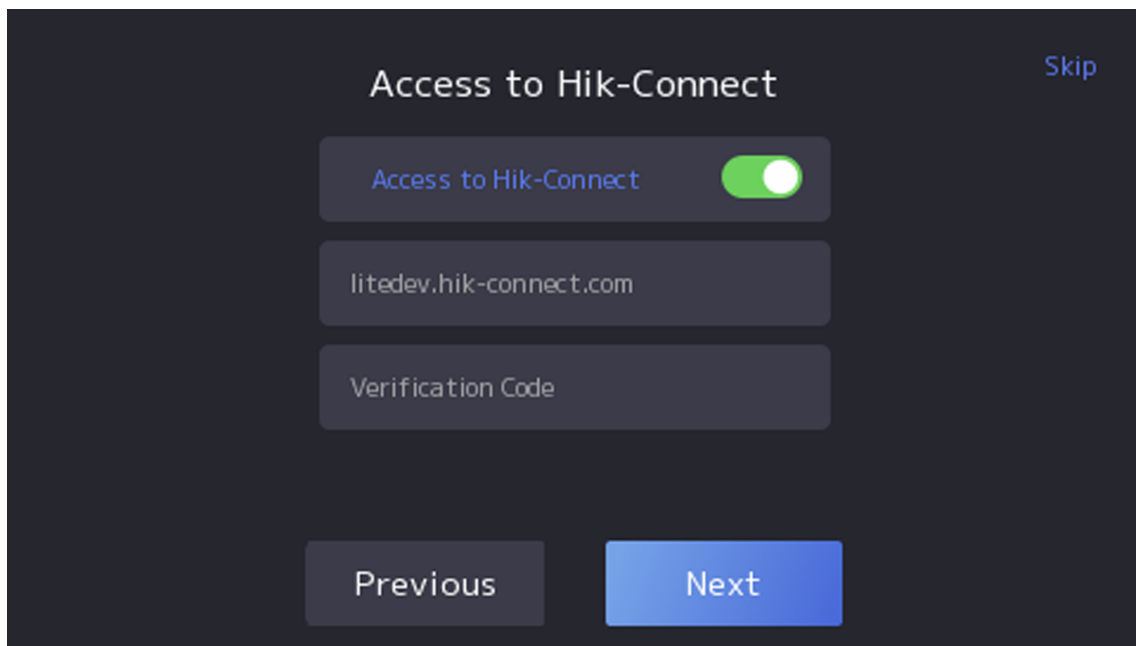 Skip
Access to Hik-Connect
Access to Hik-Connect
litedev.hik-connect.com
Verification Code
Previous
Next